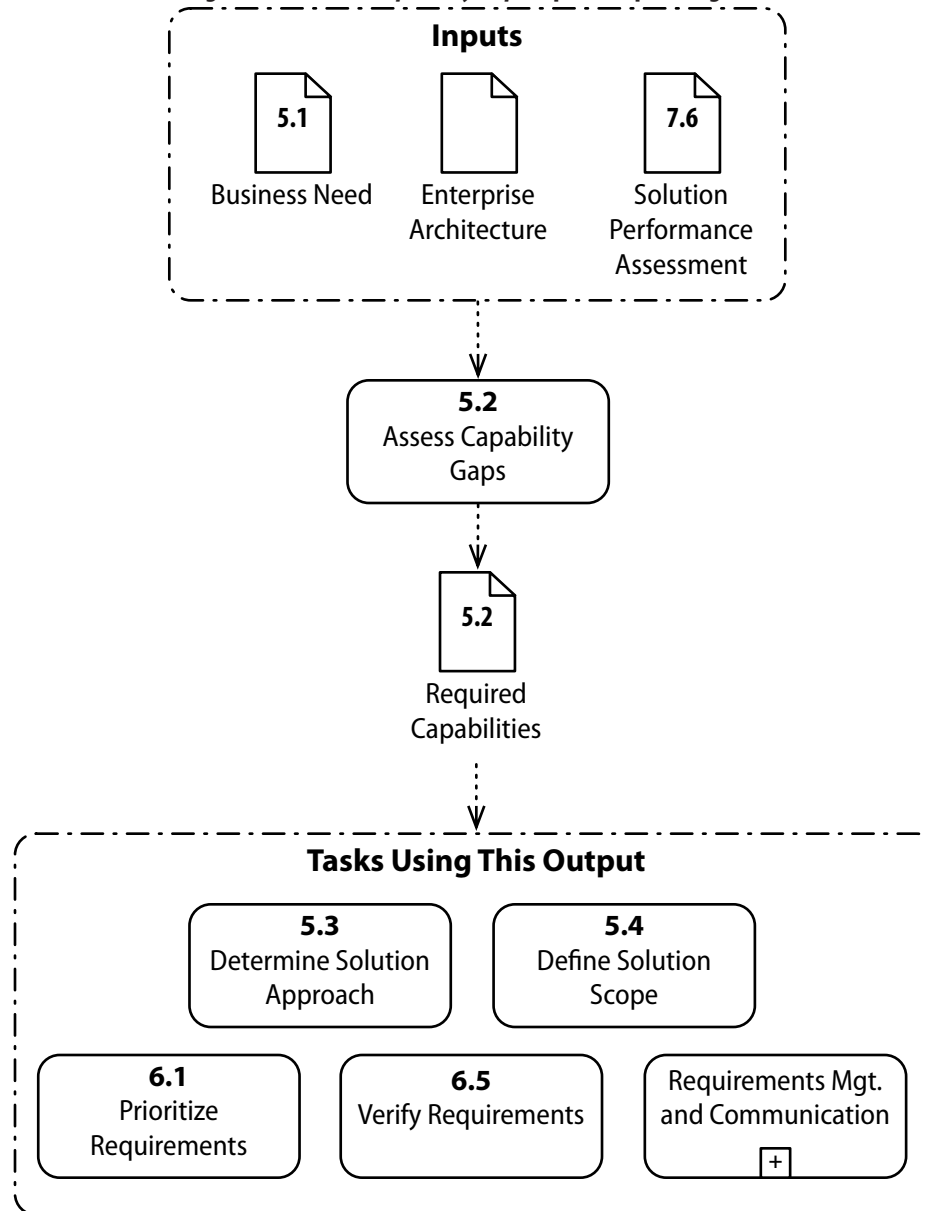 Inputs
5.1
7.6
Business Need
Enterprise
Architecture
Solution
Performance
Assessment
5.2
Assess Capability
Gaps
5.2
Required
Capabilities
Tasks Using This Output
5.3
Determine Solution
Approach
5.4
Define Solution
Scope
6.1
Prioritize
Requirements
6.5
Verify Requirements
Requirements Mgt.
and Communication
+